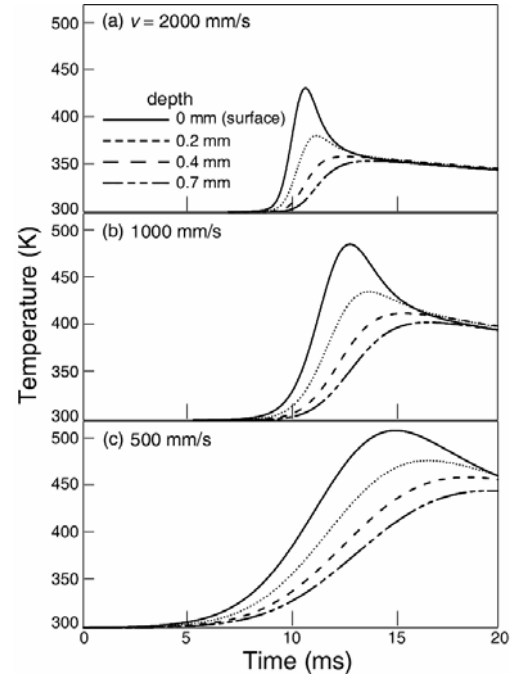 500
450
400
350
300
(a) v = 2000 mm/s
depth
0 mm (surface)
0.2 mm
0.4 mm
0.7 mm
500
450
400
350
300
(b) 1000 mm/s
500
450
400
350
300
(c) 500 mm/s
0 5 10 15 20
Temperature (K)
Time (ms)